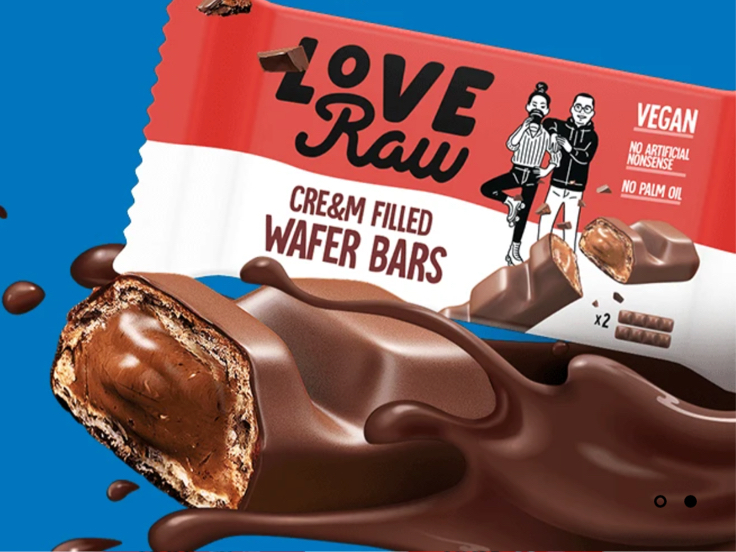 LOVE
Raw
CRE&M FILLED
WAFER BARS
VEGAN
NO ARTIFICIAL
NONSENSE
NO PALM OIL
x2